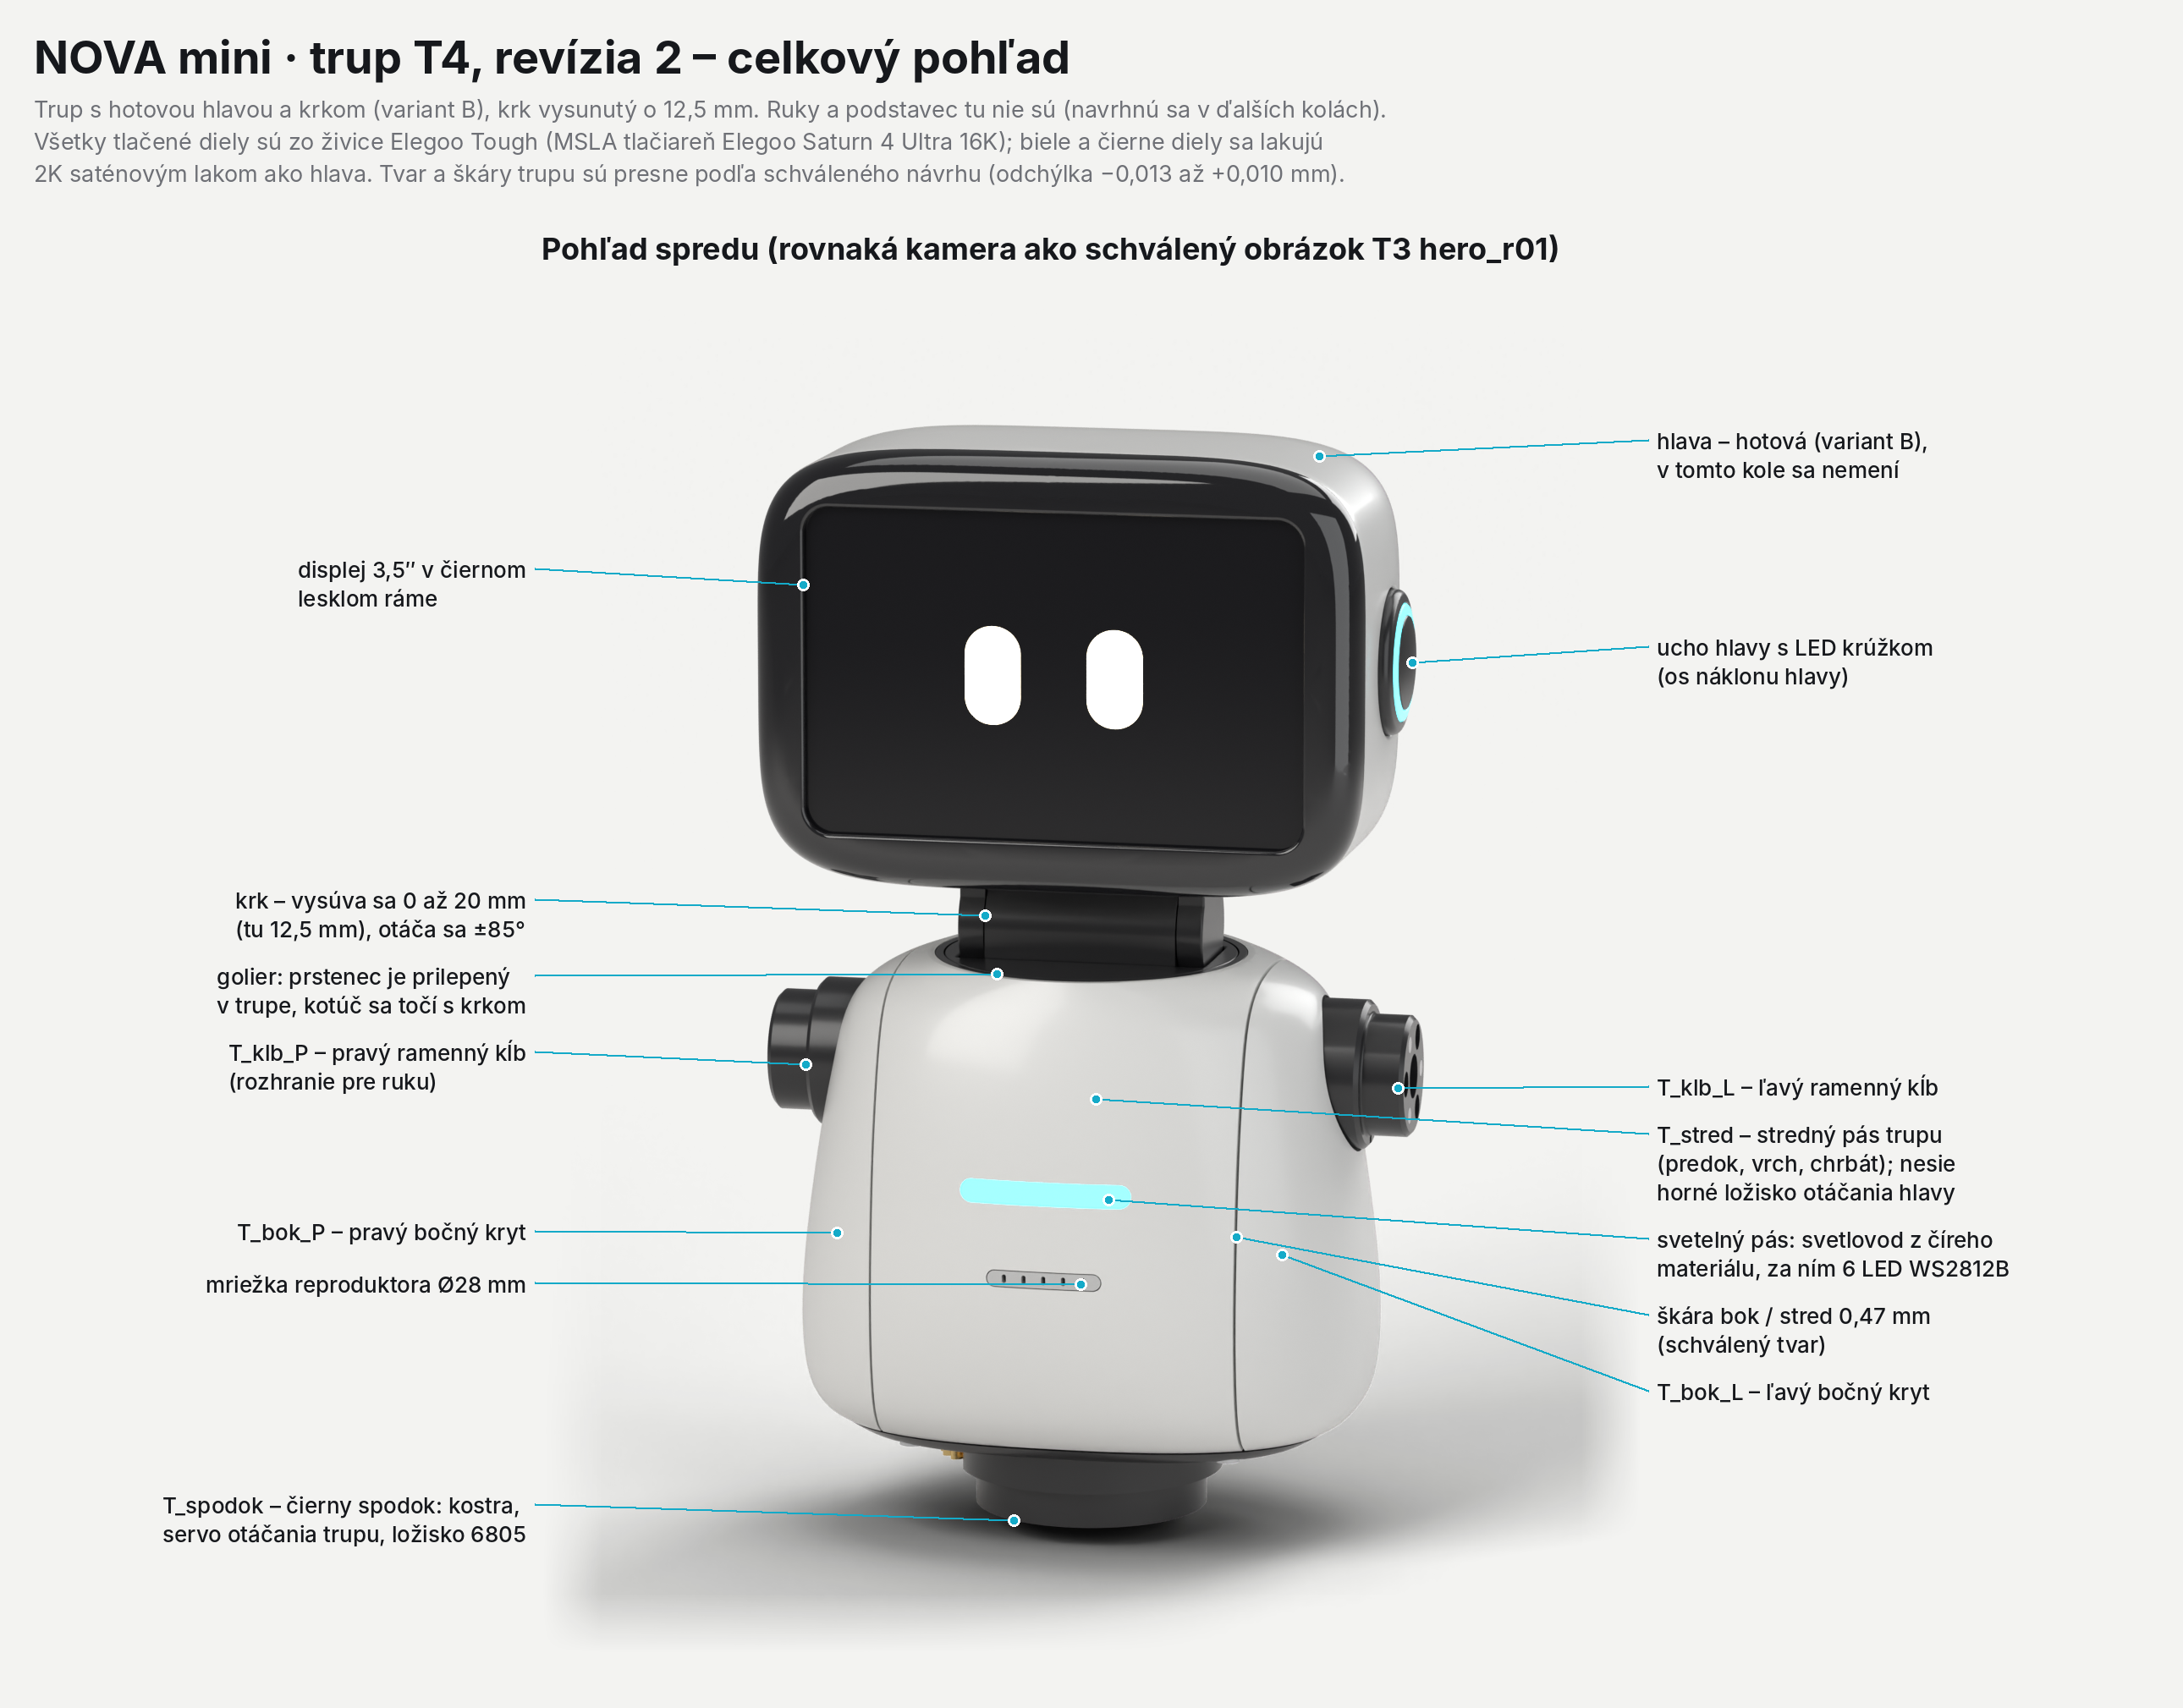 NOVA mini · trup T4, revízia 2 – celkový pohľad
Trup s hotovou hlavou a krkom (variant B), krk vysunutý o 12,5 mm. Ruky a podstavec tu nie sú (navrhnú sa v ďalších kolách).
Všetky tlačené diely sú zo živice Elegoo Tough (MSLA tlačiareň Elegoo Saturn 4 Ultra 16K); biele a čierne diely sa lakujú
2K saténovým lakom ako hlava. Tvar a škáry trupu sú presne podľa schváleného návrhu (odchýlka −0,013 až +0,010 mm).
Pohľad spredu (rovnaká kamera ako schválený obrázok T3 hero_r01)
hlava – hotová (variant B),
v tomto kole sa nemení
displej 3,5″ v čiernom
lesklom ráme
ucho hlavy s LED krúžkom
(os náklonu hlavy)
krk – vysúva sa 0 až 20 mm
(tu 12,5 mm), otáča sa ±85°
golier: prstenec je prilepený
v trupe, kotúč sa točí s krkom
T_klb_P – pravý ramenný kĺb
(rozhranie pre ruku)
T_klb_L – ľavý ramenný kĺb
T_stred – stredný pás trupu
(predok, vrch, chrbát); nesie
horné ložisko otáčania hlavy
T_bok_P – pravý bočný kryt
svetelný pás: svetlovod z číreho
materiálu, za ním 6 LED WS2812B
mriežka reproduktora Ø28 mm
škára bok / stred 0,47 mm
(schválený tvar)
T_bok_L – ľavý bočný kryt
T_spodok – čierny spodok: kostra,
servo otáčania trupu, ložisko 6805